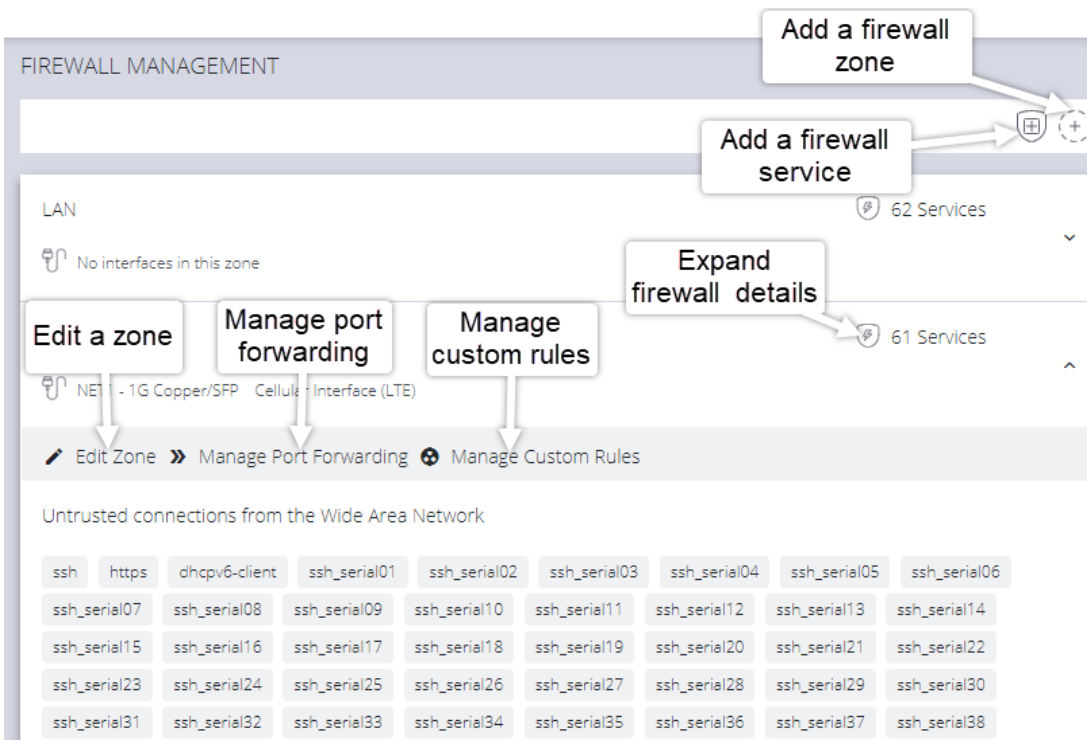 Add a firewall
zone
FIREWALL MANAGEMENT
Add a firewall
service
LAN
62 Services
No interfaces in this zone
Expand
firewall details
Edit a zone
Manage port
forwarding
Manage
custom rules
61 Services
NET1 - 1G Copper/SFP Cellular Interface (LTE)
Edit Zone Manage Port Forwarding Manage Custom Rules
Untrusted connections from the Wide Area Network
ssh https dhcpv6-client ssh_serial01 ssh_serial02 ssh_serial03 ssh_serial04 ssh_serial05 ssh_serial06
ssh_serial07 ssh_serial08 ssh_serial09 ssh_serial10 ssh_serial11 ssh_serial12 ssh_serial13 ssh_serial14
ssh_serial15 ssh_serial16 ssh_serial17 ssh_serial18 ssh_serial19 ssh_serial20 ssh_serial21 ssh_serial22
ssh_serial23 ssh_serial24 ssh_serial25 ssh_serial26 ssh_serial27 ssh_serial28 ssh_serial29 ssh_serial30
ssh_serial31 ssh_serial32 ssh_serial33 ssh_serial34 ssh_serial35 ssh_serial36 ssh_serial37 ssh_serial38